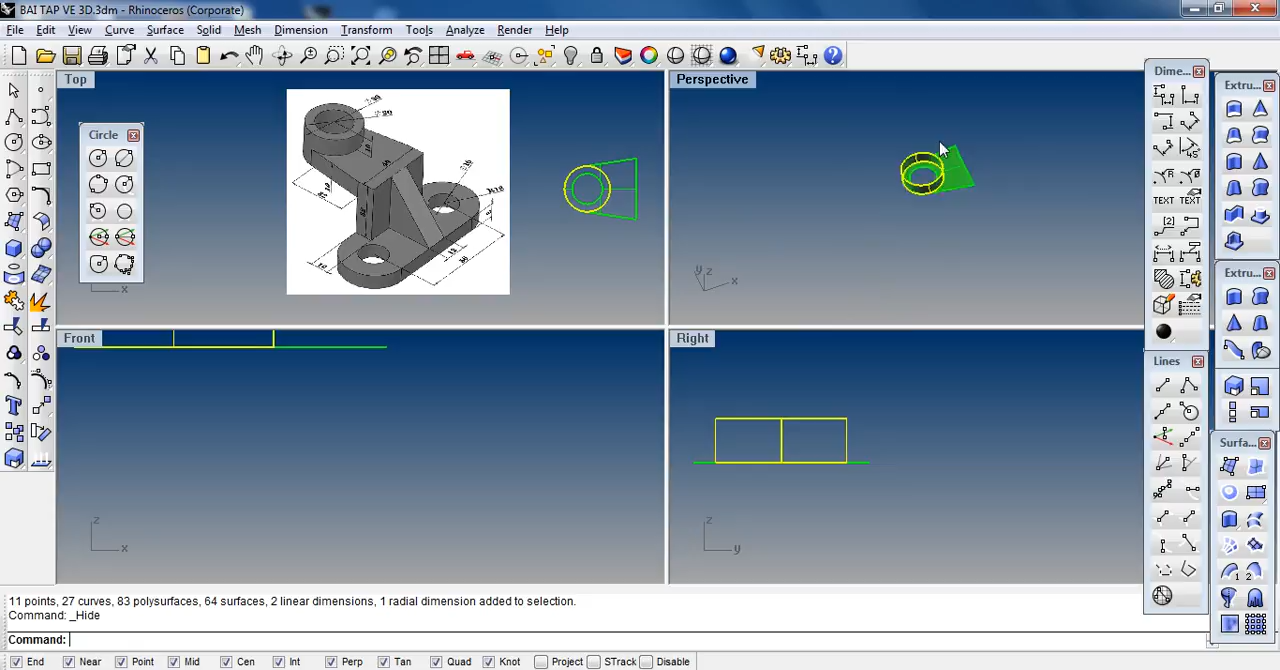 BAI TAP VE 3D.3dm - Rhinoceros (Corporate)
File Edit View Curve Surface Solid Mesh Dimension Transform Tools Analyze Render Help
Top
Perspective
Circle
Dime...
Extru...
45°
TEXT TEXT
Front
Right
Extru...
Lines
Surfa...
y z x
x
z
x
z
y
11 points, 27 curves, 83 polysurfaces, 64 surfaces, 2 linear dimensions, 1 radial dimension added to selection.
Command: _Hide
Command:
End Near Point Mid Cen Int Perp Tan Quad Knot Project STrack Disable